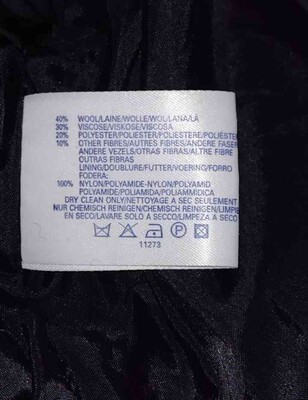 40% WOOL/LAINE/WOLLE/WOL/LANA/LÃ
30% VISCOSE/VISKOSE/VISCOSA
20% POLYESTER/POLIESTER/POLIESTERE/POLIÉST
10% OTHER FIBRES/AUTRES FIBRES/ANDERE FASER
ANDERE VEZELS/OTRAS FIBRAS/ALTRE FIBRE
OUTRAS FIBRAS
LINING/DOUBLURE/FUTTER/VOERING/FORRO
FODERA:
100% NYLON/POLYAMIDE-NYLON/POLYAMID
POLYAMIDE/POLIAMIDA/POLIAMMIDICA
DRY CLEAN ONLY/NETTOYAGE A SEC SEULEMENT
NUR CHEMISCH REINIGEN/CHEMISCH REINIGEN/LIMPIE
EN SECO/LAVARE SOLO A SECCO/LIMPEZA A SECO
P
11273